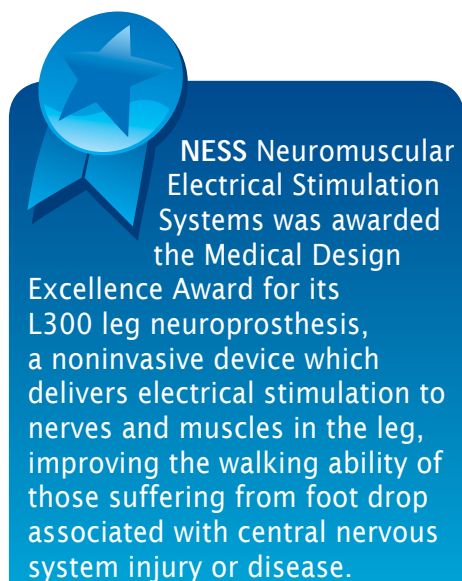 NESS Neuromuscular
Electrical Stimulation
Systems was awarded
the Medical Design
Excellence Award for its
L300 leg neuroprosthesis,
a noninvasive device which
delivers electrical stimulation to
nerves and muscles in the leg,
improving the walking ability of
those suffering from foot drop
associated with central nervous
system injury or disease.